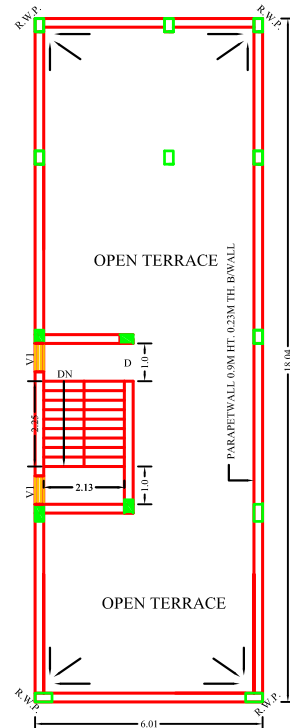 R.W.P.
R.W.P.
OPEN TERRACE
PARAPETWALL 0.9M HT. 0.23M TH. B/WALL
18.04
V1
D
1.0
DN
2.25
2.13
1.0
V1
OPEN TERRACE
R.W.P.
R.W.P.
6.01